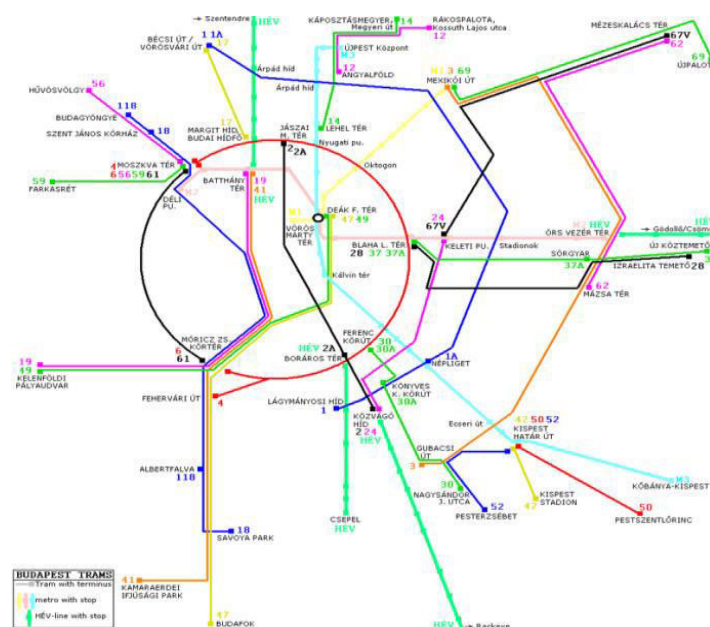 → Szentendre
HÉV
KÁPOSZTÁSMEGYER,
Megyeri út
14
RÁKOSPALOTA,
Kossuth Lajos utca
12
MÉZESKALÁCS TÉR
67V
62
BÉCSI ÚT /
VÖRÖSVÁRI ÚT
1 1A
17
ÚJPEST Központ
M3
12
ANGYALFÖLD
69
ÚJPALOTA
Árpád híd
Árpád híd
M1 3 69
MEXIKÓI ÚT
56
HŰVÖSVÖLGY
118
BUDAGYÖNGYE
18
SZENT JÁNOS KÓRHÁZ
17
MARGIT HÍD,
BUDAI HÍDFŐ
JÁSZAI
M. TÉR
2 2A
14
LEHEL TÉR
Nyugati pu.
Oktogon
MOSZKVA TÉR
4
6 56 59 61
59
FARKASRÉT
M2
DÉLI
PU.
BATTHÁNY
TÉR
19
41
HÉV
DEÁK F. TÉR
47 49
M1
VÖRÖS
MARTY
TÉR
24
67V
KELETI PU.
Stadionok
M2 HÉV
ÖRS VEZÉR TÉR
HÉV
→ Gödöllő/Csömö
BLAHA L. TÉR
28 37 37A
Kálvin tér
SÖRGYÁR
37A
ÚJ KÖZTEMETŐ
3
IZRAELITA TEMETŐ
28
62
MÁZSA TÉR
MÓRICZ ZS.
KÖRTÉR
6
61
HÉV 2A
BORÁROS TÉR
FERENC
KÖRÚT
30
30A
1A
NÉPLIGET
19
49
KELENFÖLDI
PÁLYAUDVAR
FEHÉRVÁRI ÚT
4
LÁGYMÁNYOSI HÍD
1
KÖZVÁGÓ
HÍD
2 24
HÉV
KÖNYVES
K. KÖRÚT
30A
Ecseri út
42 50 52
KISPEST
HATÁR ÚT
GUBACSI
ÚT
3
ALBERTFALVA
118
M3
KŐBÁNYA-KISPEST
30
NAGYSÁNDOR
J. UTCA
52
PESTERZSÉBET
KISPEST
STADION
42
50
PESTSZENTLŐRINC
CSEPEL
HÉV
18
SAVOYA PARK
BUDAPEST TRAMS
Tram with terminus
metro with stop
HÉV-line with stop
41
KAMARAERDEI
IFJÚSÁGI PARK
47
BUDAFOK
HÉV
→ Ráckeve